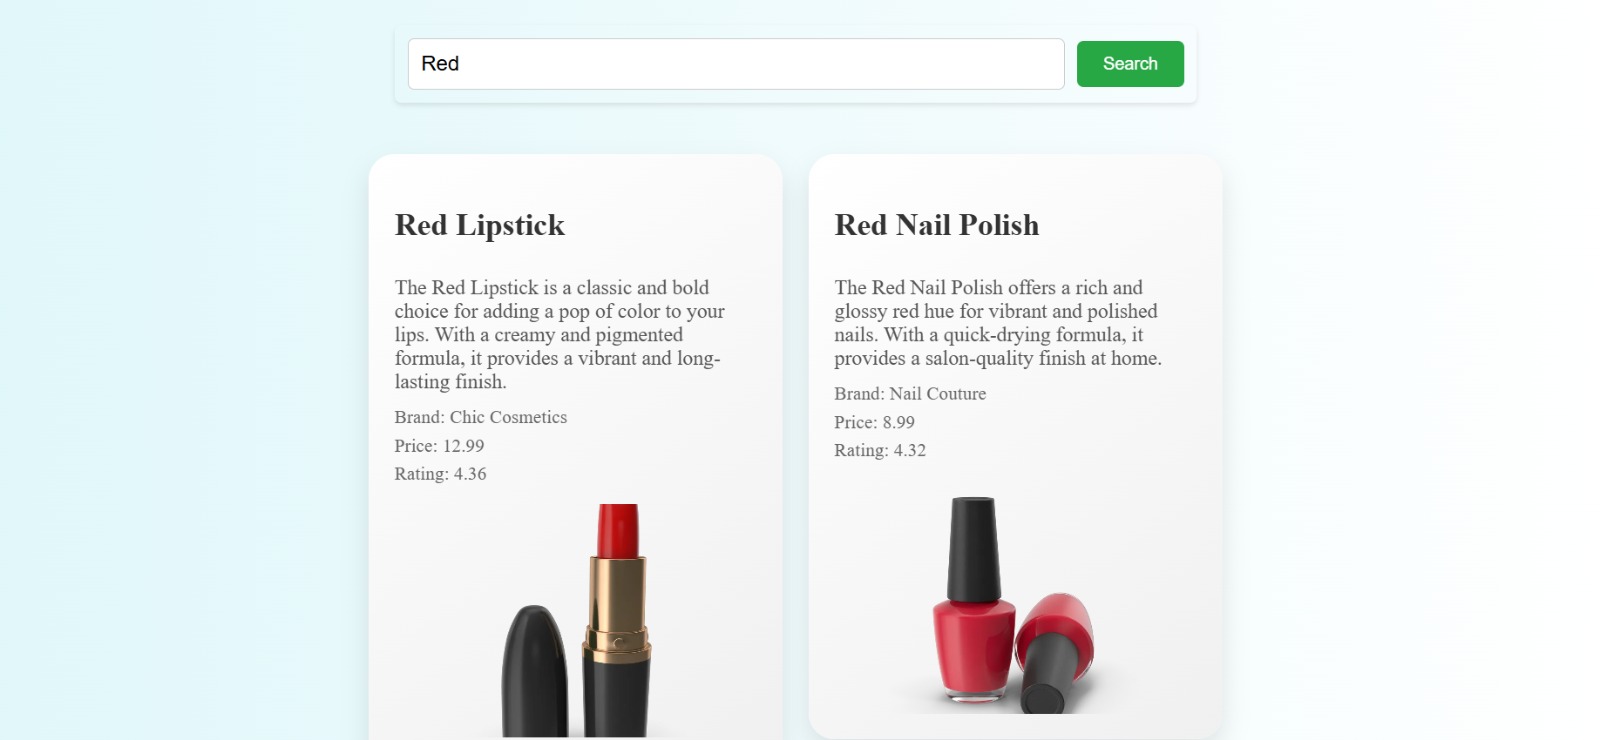 Red
Search
Red Lipstick
The Red Lipstick is a classic and bold
choice for adding a pop of color to your
lips. With a creamy and pigmented
formula, it provides a vibrant and long-
lasting finish.
Brand: Chic Cosmetics
Price: 12.99
Rating: 4.36
Red Nail Polish
The Red Nail Polish offers a rich and
glossy red hue for vibrant and polished
nails. With a quick-drying formula, it
provides a salon-quality finish at home.
Brand: Nail Couture
Price: 8.99
Rating: 4.32